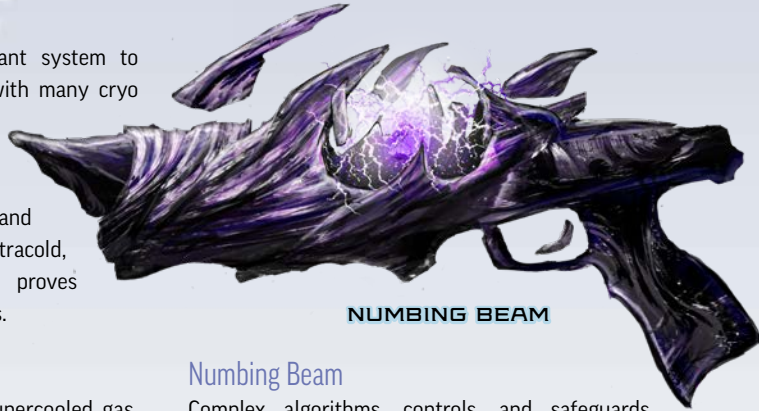 ant system to
with many cryo
and
tracold,
proves
s.
NUMBING BEAM
Numbing Beam
upercooled gas
Complex algorithms, controls, and safeguards